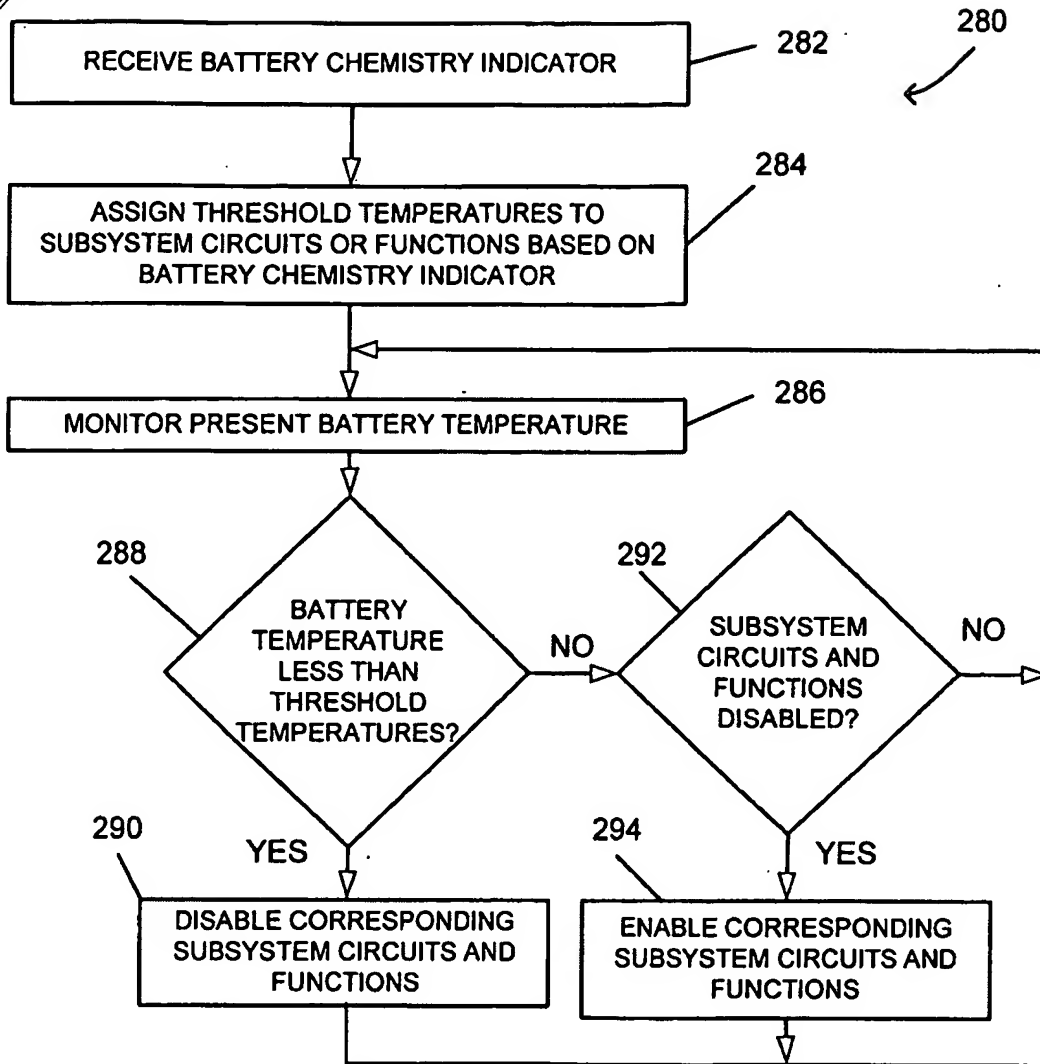 280
RECEIVE BATTERY CHEMISTRY INDICATOR
282
284
ASSIGN THRESHOLD TEMPERATURES TO
SUBSYSTEM CIRCUITS OR FUNCTIONS BASED ON
BATTERY CHEMISTRY INDICATOR
286
MONITOR PRESENT BATTERY TEMPERATURE
288
BATTERY
TEMPERATURE
LESS THAN
THRESHOLD
TEMPERATURES?
NO
292
SUBSYSTEM
CIRCUITS AND
FUNCTIONS
DISABLED?
NO
290
YES
DISABLE CORRESPONDING
SUBSYSTEM CIRCUITS AND
FUNCTIONS
294
YES
ENABLE CORRESPONDING
SUBSYSTEM CIRCUITS AND
FUNCTIONS